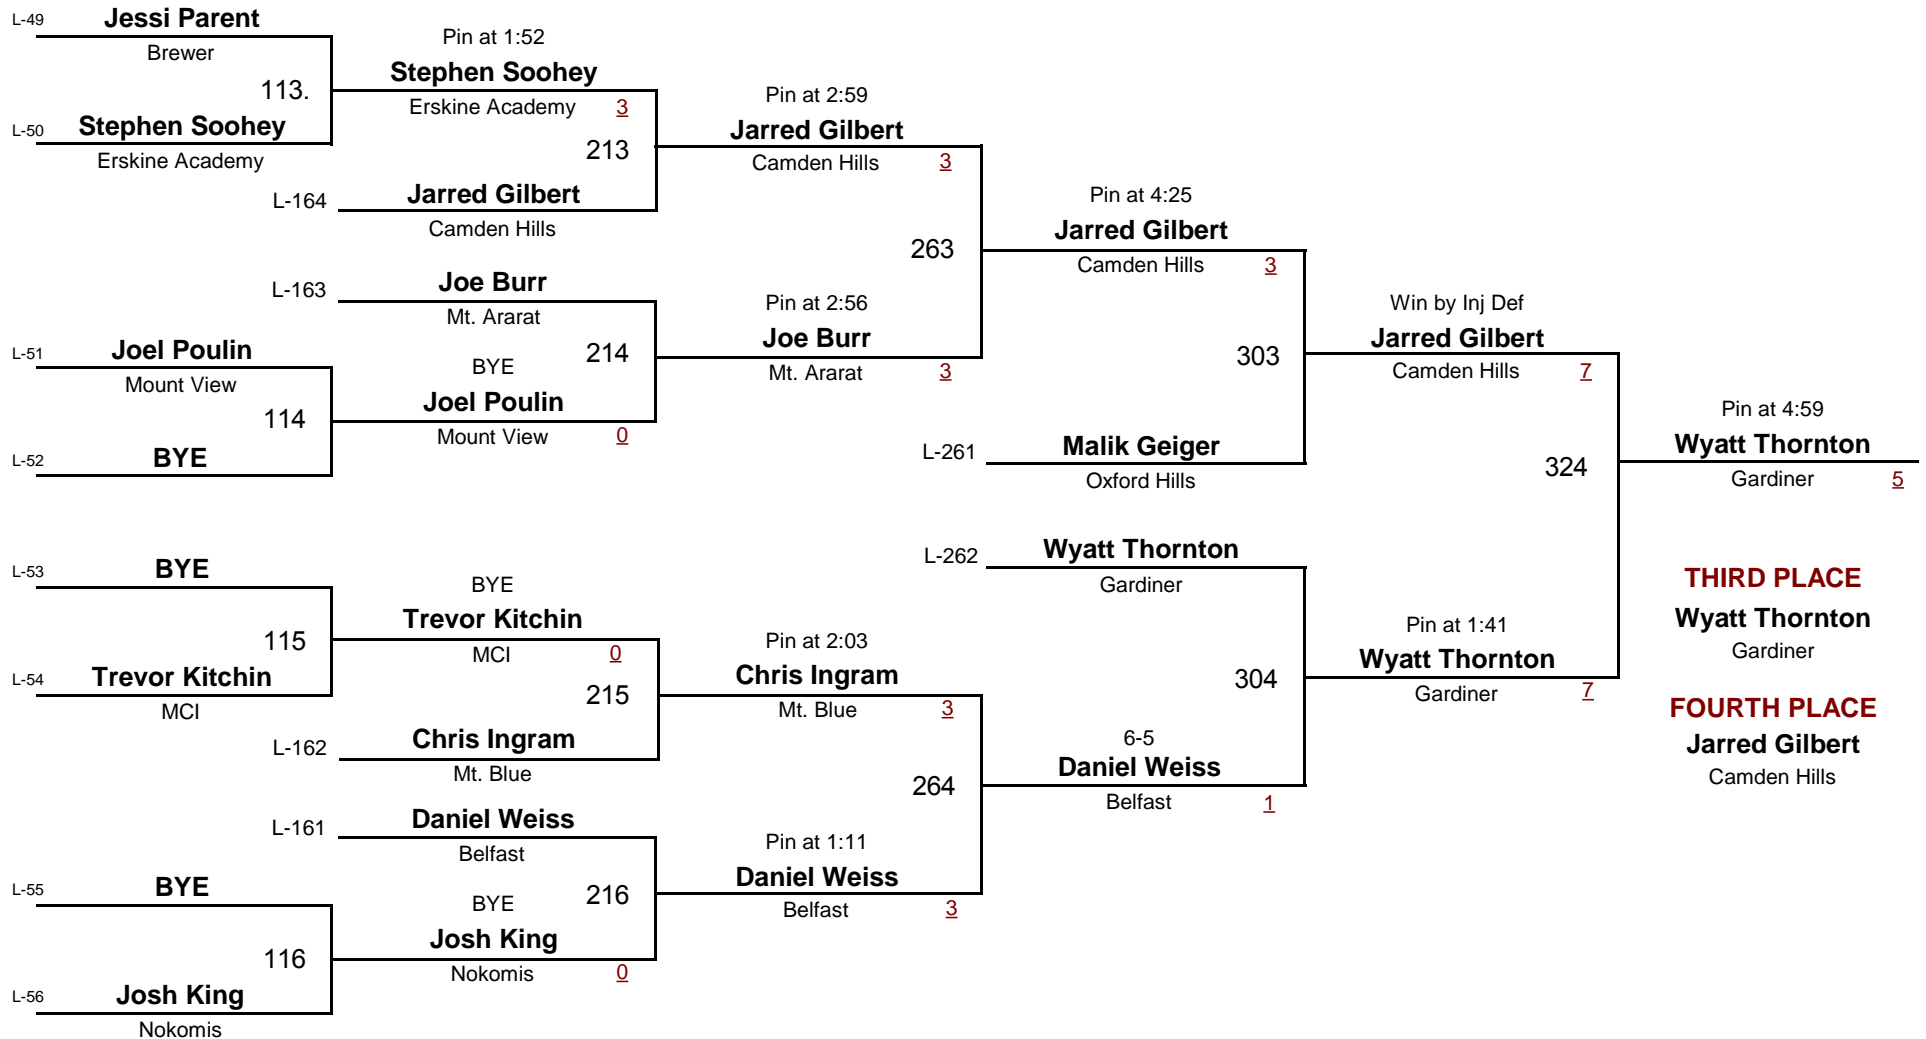 L-49
Jessi Parent
Brewer
113.
L-50
Stephen Soohey
Erskine Academy
Pin at 1:52
Stephen Soohey
Erskine Academy 3
213
L-164
Jarred Gilbert
Camden Hills
Pin at 2:59
Jarred Gilbert
Camden Hills 3
263
L-163
Joe Burr
Mt. Ararat
L-51
Joel Poulin
Mount View
114
L-52
BYE
BYE
214
Joel Poulin
Mount View 0
Pin at 2:56
Joe Burr
Mt. Ararat 3
Pin at 4:25
Jarred Gilbert
Camden Hills 3
303
L-261
Malik Geiger
Oxford Hills
Win by Inj Def
Jarred Gilbert
Camden Hills 7
324
Pin at 4:59
Wyatt Thornton
Gardiner 5
L-53
BYE
115
L-54
Trevor Kitchin
MCI
BYE
Trevor Kitchin
MCI 0
215
L-162
Chris Ingram
Mt. Blue
Pin at 2:03
Chris Ingram
Mt. Blue 3
264
L-161
Daniel Weiss
Belfast
L-55
BYE
116
L-56
Josh King
Nokomis
BYE
216
Josh King
Nokomis 0
Pin at 1:11
Daniel Weiss
Belfast 3
L-262
Wyatt Thornton
Gardiner
304
6-5
Daniel Weiss
Belfast 1
Pin at 1:41
Wyatt Thornton
Gardiner 7
THIRD PLACE
Wyatt Thornton
Gardiner
FOURTH PLACE
Jarred Gilbert
Camden Hills